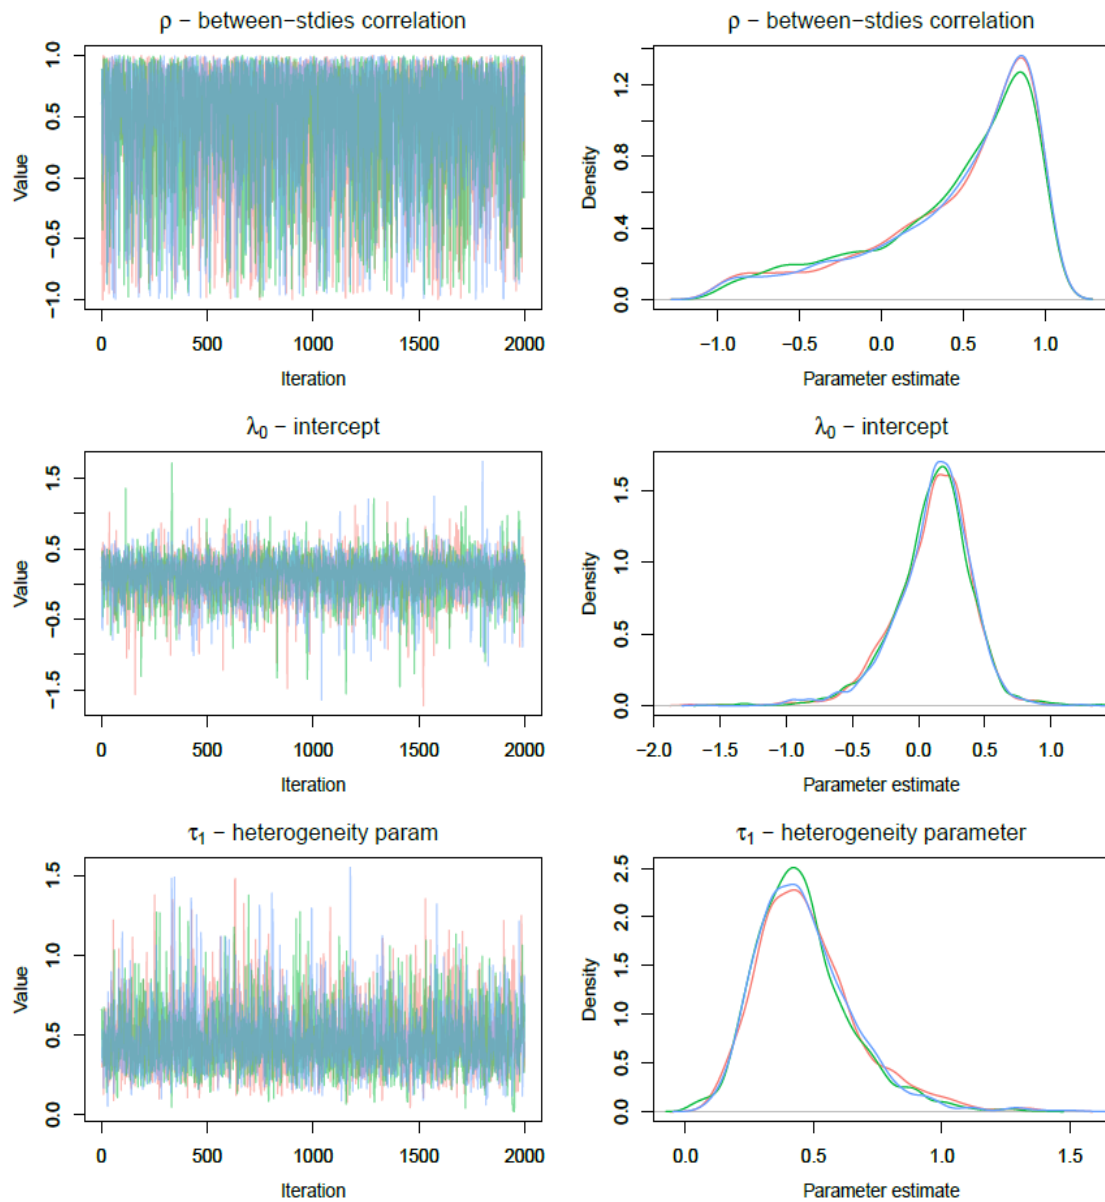 ρ − between−stdies correlation
ρ − between−stdies correlation
Value
1.0
0.5
0.0
−0.5
−1.0
0 500 1000 1500 2000
Iteration
Density
1.2
0.8
0.4
0.0
−1.0 −0.5 0.0 0.5 1.0
Parameter estimate
λ0 − intercept
λ0 − intercept
Value
1.5
0.5
−0.5
−1.5
0 500 1000 1500 2000
Iteration
Density
1.5
1.0
0.5
0.0
−2.0 −1.5 −1.0 −0.5 0.0 0.5 1.0
Parameter estimate
τ1 − heterogeneity param
τ1 − heterogeneity parameter
Value
1.5
1.0
0.5
0.0
0 500 1000 1500 2000
Iteration
Density
2.5
2.0
1.5
1.0
0.5
0.0
0.0 0.5 1.0 1.5
Parameter estimate